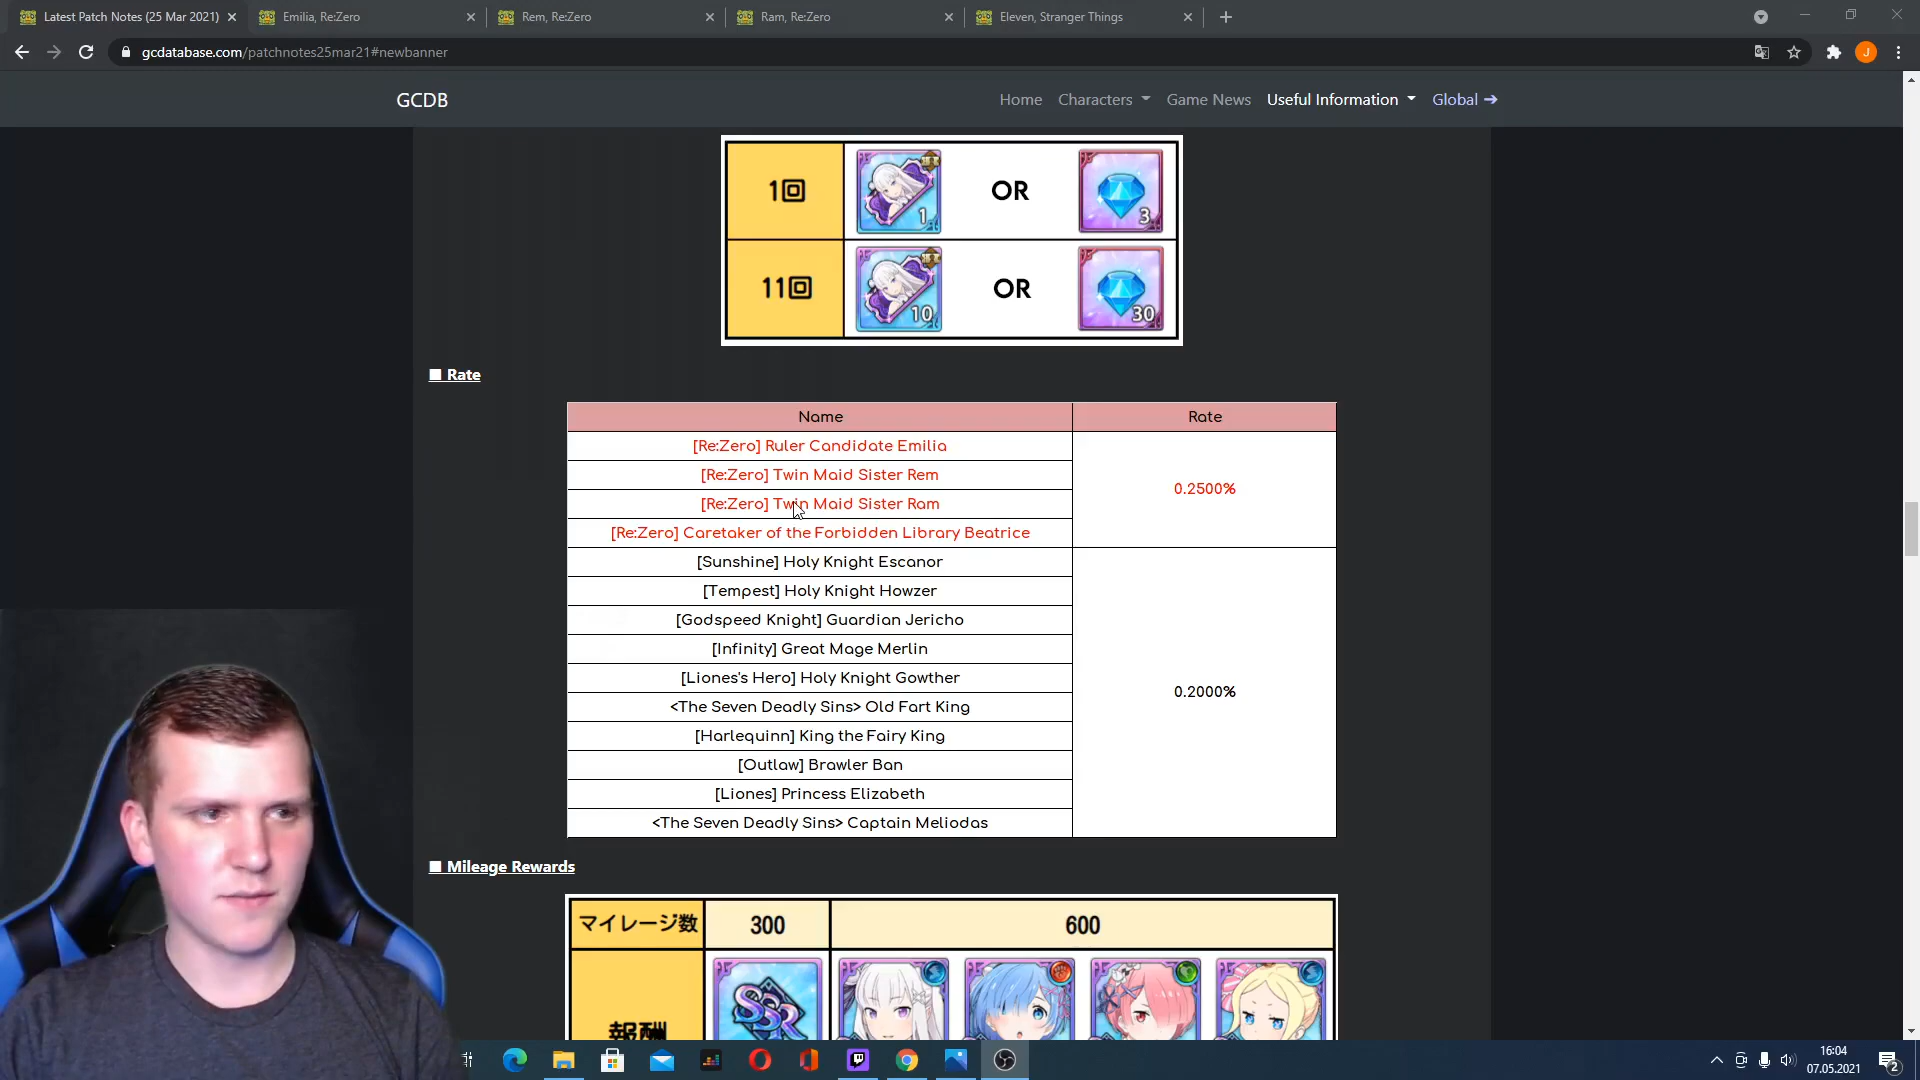 Latest Patch Notes (25 Mar 2021)
Emilia, Re:Zero
Rem, Re:Zero
Ram, Re:Zero
Eleven, Stranger Things
gcdatabase.com/patchnotes25mar21#newbanner
J
GCDB
Home
Characters
Game News
Useful Information
Global
1回
1
OR
3
11回
10
OR
30
Rate
Name
Rate
[Re:Zero] Ruler Candidate Emilia
[Re:Zero] Twin Maid Sister Rem
[Re:Zero] Twin Maid Sister Ram
[Re:Zero] Caretaker of the Forbidden Library Beatrice
0.2500%
[Sunshine] Holy Knight Escanor
[Tempest] Holy Knight Howzer
[Godspeed Knight] Guardian Jericho
[Infinity] Great Mage Merlin
[Liones's Hero] Holy Knight Gowther
<The Seven Deadly Sins> Old Fart King
[Harlequinn] King the Fairy King
[Outlaw] Brawler Ban
[Liones] Princess Elizabeth
<The Seven Deadly Sins> Captain Meliodas
0.2000%
Mileage Rewards
マイレージ数
300
600
報酬
SSR
16:04
07.05.2021
2